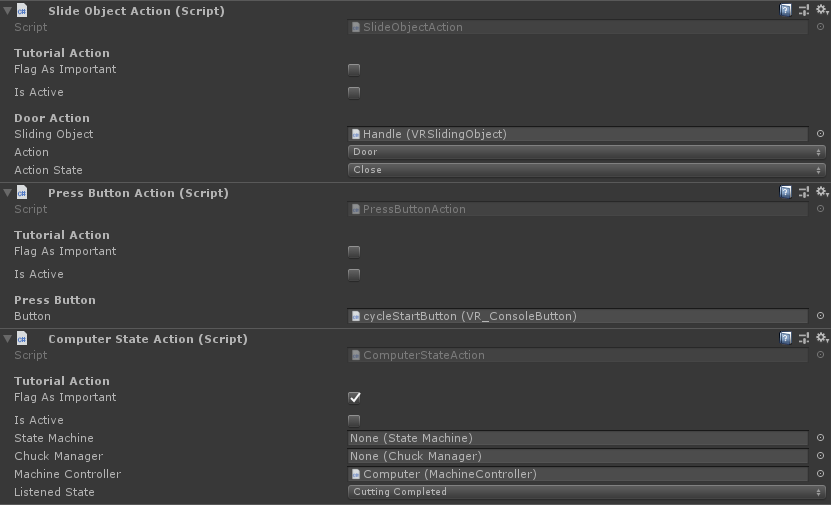 Slide Object Action (Script)
Script SlideObjectAction
Tutorial Action
Flag As Important
Is Active
Door Action
Sliding Object Handle (VRSlidingObject)
Action Door
Action State Close
Press Button Action (Script)
Script PressButtonAction
Tutorial Action
Flag As Important
Is Active
Press Button
Button cycleStartButton (VR_ConsoleButton)
Computer State Action (Script)
Script ComputerStateAction
Tutorial Action
Flag As Important
Is Active
State Machine None (State Machine)
Chuck Manager None (Chuck Manager)
Machine Controller Computer (MachineController)
Listened State Cutting Completed